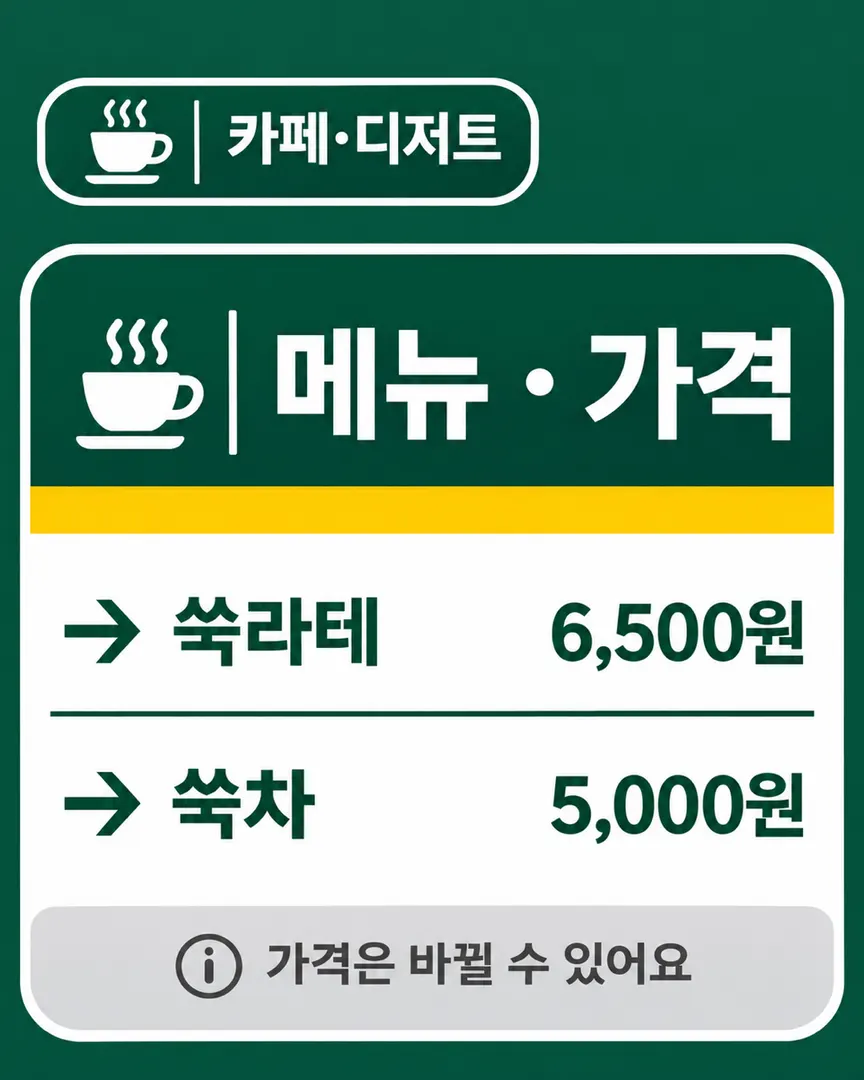 카페·디저트
메뉴·가격
→ 쑥라테 6,500원
→ 쑥차 5,000원
가격은 바뀔 수 있어요